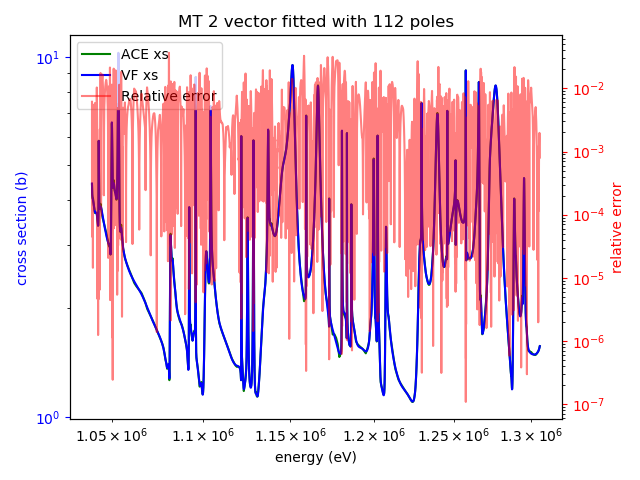 MT 2 vector fitted with 112 poles
ACE xs
VF xs
Relative error
cross section (b)
10¹
10⁰
relative error
10⁻²
10⁻³
10⁻⁴
10⁻⁵
10⁻⁶
10⁻⁷
1.05 × 10⁶ 1.1 × 10⁶ 1.15 × 10⁶ 1.2 × 10⁶ 1.25 × 10⁶ 1.3 × 10⁶
energy (eV)